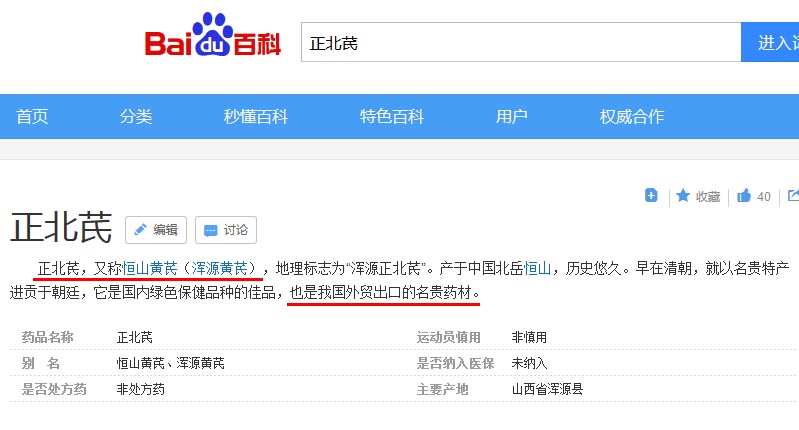 Baidu百科
正北芪
进入词
首页 分类 秒懂百科 特色百科 用户 权威合作
收藏 40
正北芪 编辑 讨论
正北芪，又称恒山黄芪（浑源黄芪），地理标志为“浑源正北芪”。产于中国北岳恒山，历史悠久。早在清朝，就以名贵特产
进贡于朝廷，它是国内绿色保健品种的佳品，也是我国外贸出口的名贵药材。
药品名称 正北芪 运动员慎用 非慎用
别 名 恒山黄芪、浑源黄芪 是否纳入医保 未纳入
是否处方药 非处方药 主要产地 山西省浑源县